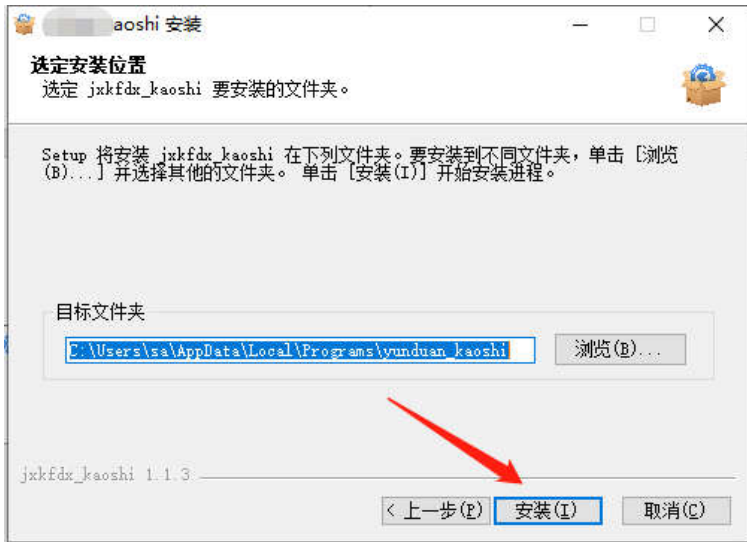 aoshi 安装
选定安装位置
选定 jxkfdx_kaoshi 要安装的文件夹。
Setup 将安装 jxkfdx_kaoshi 在下列文件夹。要安装到不同文件夹，单击 [浏览
(B)...] 并选择其他的文件夹。 单击 [安装(I)] 开始安装进程。
目标文件夹
C:\Users\sa\AppData\Local\Programs\yunduan_kaoshi
浏览(B)...
jxkfdx_kaoshi 1.1.3
< 上一步(P) 安装(I) 取消(C)